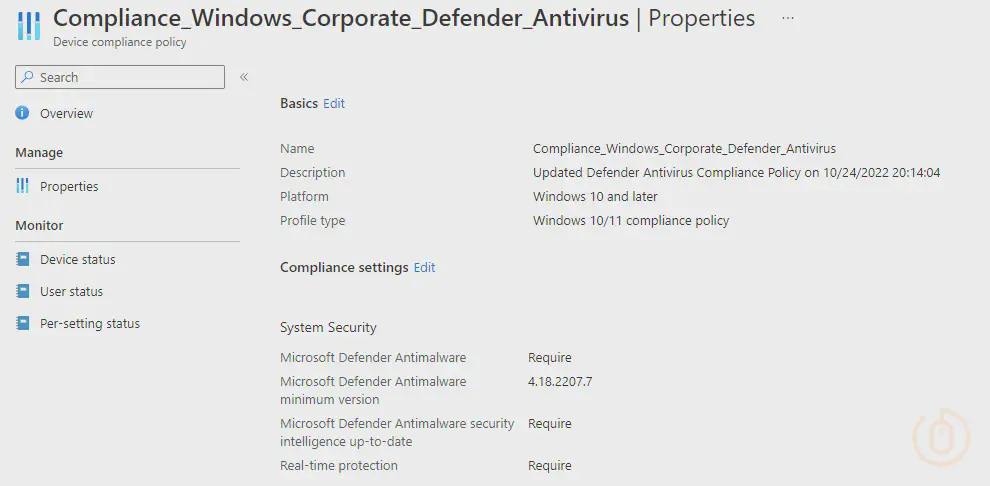 Compliance_Windows_Corporate_Defender_Antivirus | Properties ...
Device compliance policy
Search «
Overview
Manage
Properties
Monitor
Device status
User status
Per-setting status
Basics Edit
Name Compliance_Windows_Corporate_Defender_Antivirus
Description Updated Defender Antivirus Compliance Policy on 10/24/2022 20:14:04
Platform Windows 10 and later
Profile type Windows 10/11 compliance policy
Compliance settings Edit
System Security
Microsoft Defender Antimalware Require
Microsoft Defender Antimalware 4.18.2207.7
minimum version
Microsoft Defender Antimalware security Require
intelligence up-to-date
Real-time protection Require